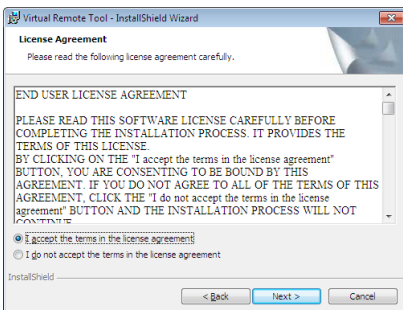 Virtual Remote Tool - InstallShield Wizard
License Agreement
Please read the following license agreement carefully.
END USER LICENSE AGREEMENT
PLEASE READ THIS SOFTWARE LICENSE CAREFULLY BEFORE
COMPLETING THE INSTALLATION PROCESS. IT PROVIDES THE
TERMS OF THIS LICENSE.
BY CLICKING ON THE "I accept the terms in the license agreement"
BUTTON, YOU ARE CONSENTING TO BE BOUND BY THIS
AGREEMENT. IF YOU DO NOT AGREE TO ALL OF THE TERMS OF THIS
AGREEMENT, CLICK THE "I do not accept the terms in the license
agreement" BUTTON AND THE INSTALLATION PROCESS WILL NOT
CONTINUE
I accept the terms in the license agreement
I do not accept the terms in the license agreement
InstallShield
< Back Next > Cancel